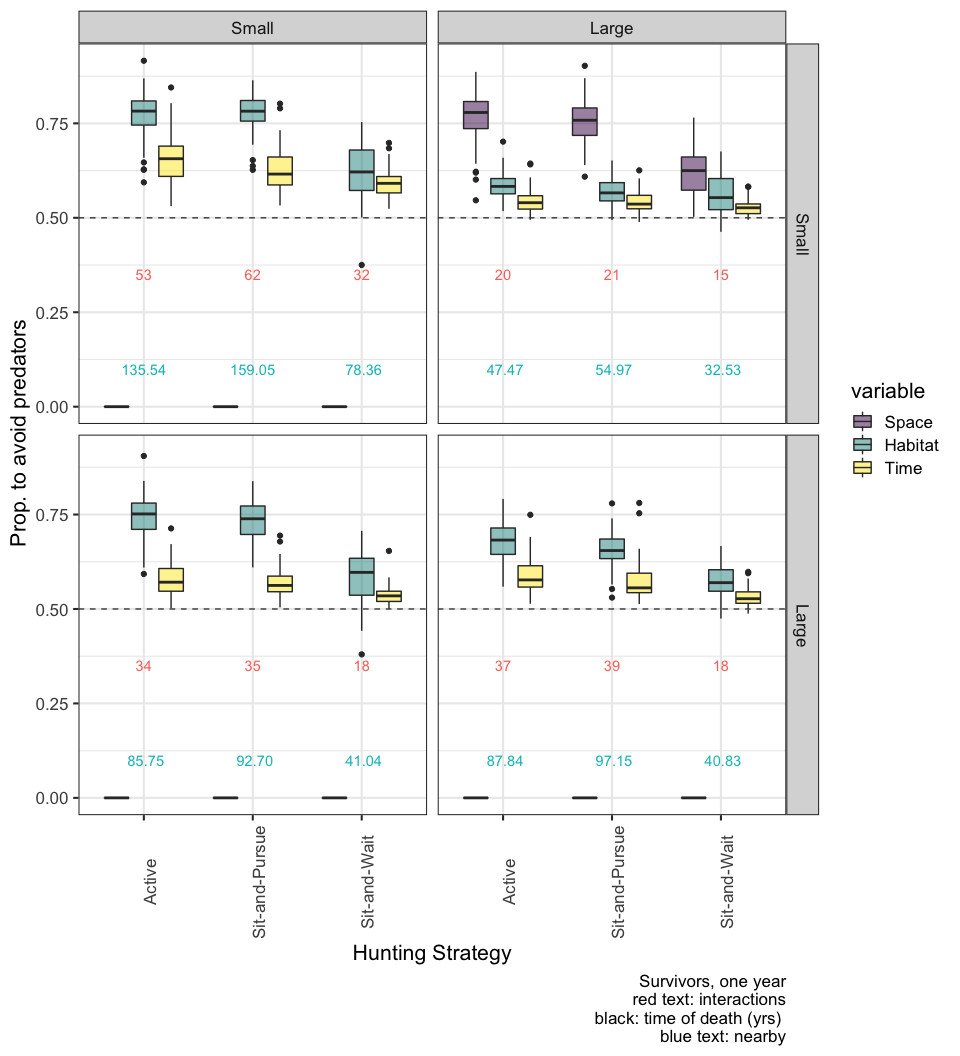 Small Large
0.75
0.50
0.25
0.00
53 62 32
135.54 159.05 78.36
20 21 15
47.47 54.97 32.53
Small
Prop. to avoid predators
0.75
0.50
0.25
0.00
34 35 18
85.75 92.70 41.04
37 39 18
87.84 97.15 40.83
Large
Active Sit-and-Pursue Sit-and-Wait
Active Sit-and-Pursue Sit-and-Wait
Hunting Strategy
variable
Space
Habitat
Time
Survivors, one year
red text: interactions
black: time of death (yrs)
blue text: nearby